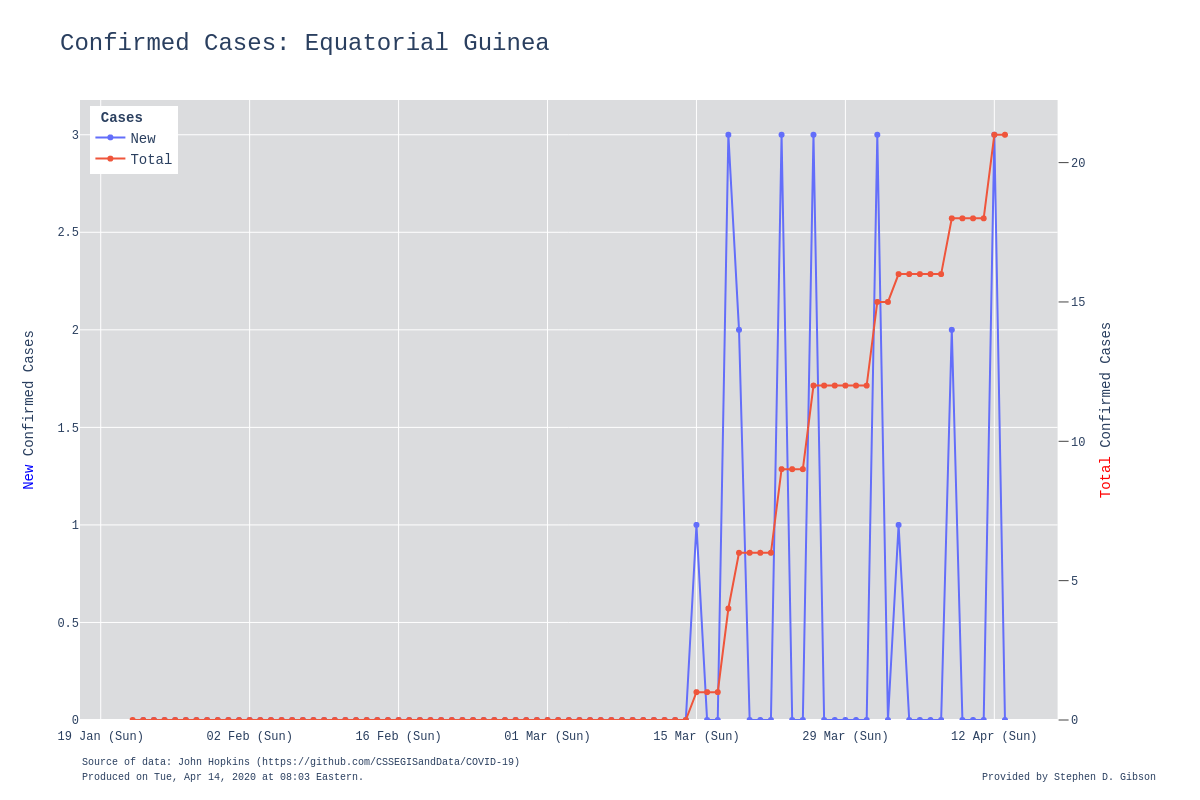 Confirmed Cases: Equatorial Guinea
Cases
New
Total
3
2.5
2
1.5
1
0.5
0
New Confirmed Cases
20
15
10
5
0
Total Confirmed Cases
19 Jan (Sun)
02 Feb (Sun)
16 Feb (Sun)
01 Mar (Sun)
15 Mar (Sun)
29 Mar (Sun)
12 Apr (Sun)
Source of data: John Hopkins (https://github.com/CSSEGISandData/COVID-19)
Produced on Tue, Apr 14, 2020 at 08:03 Eastern.
Provided by Stephen D. Gibson